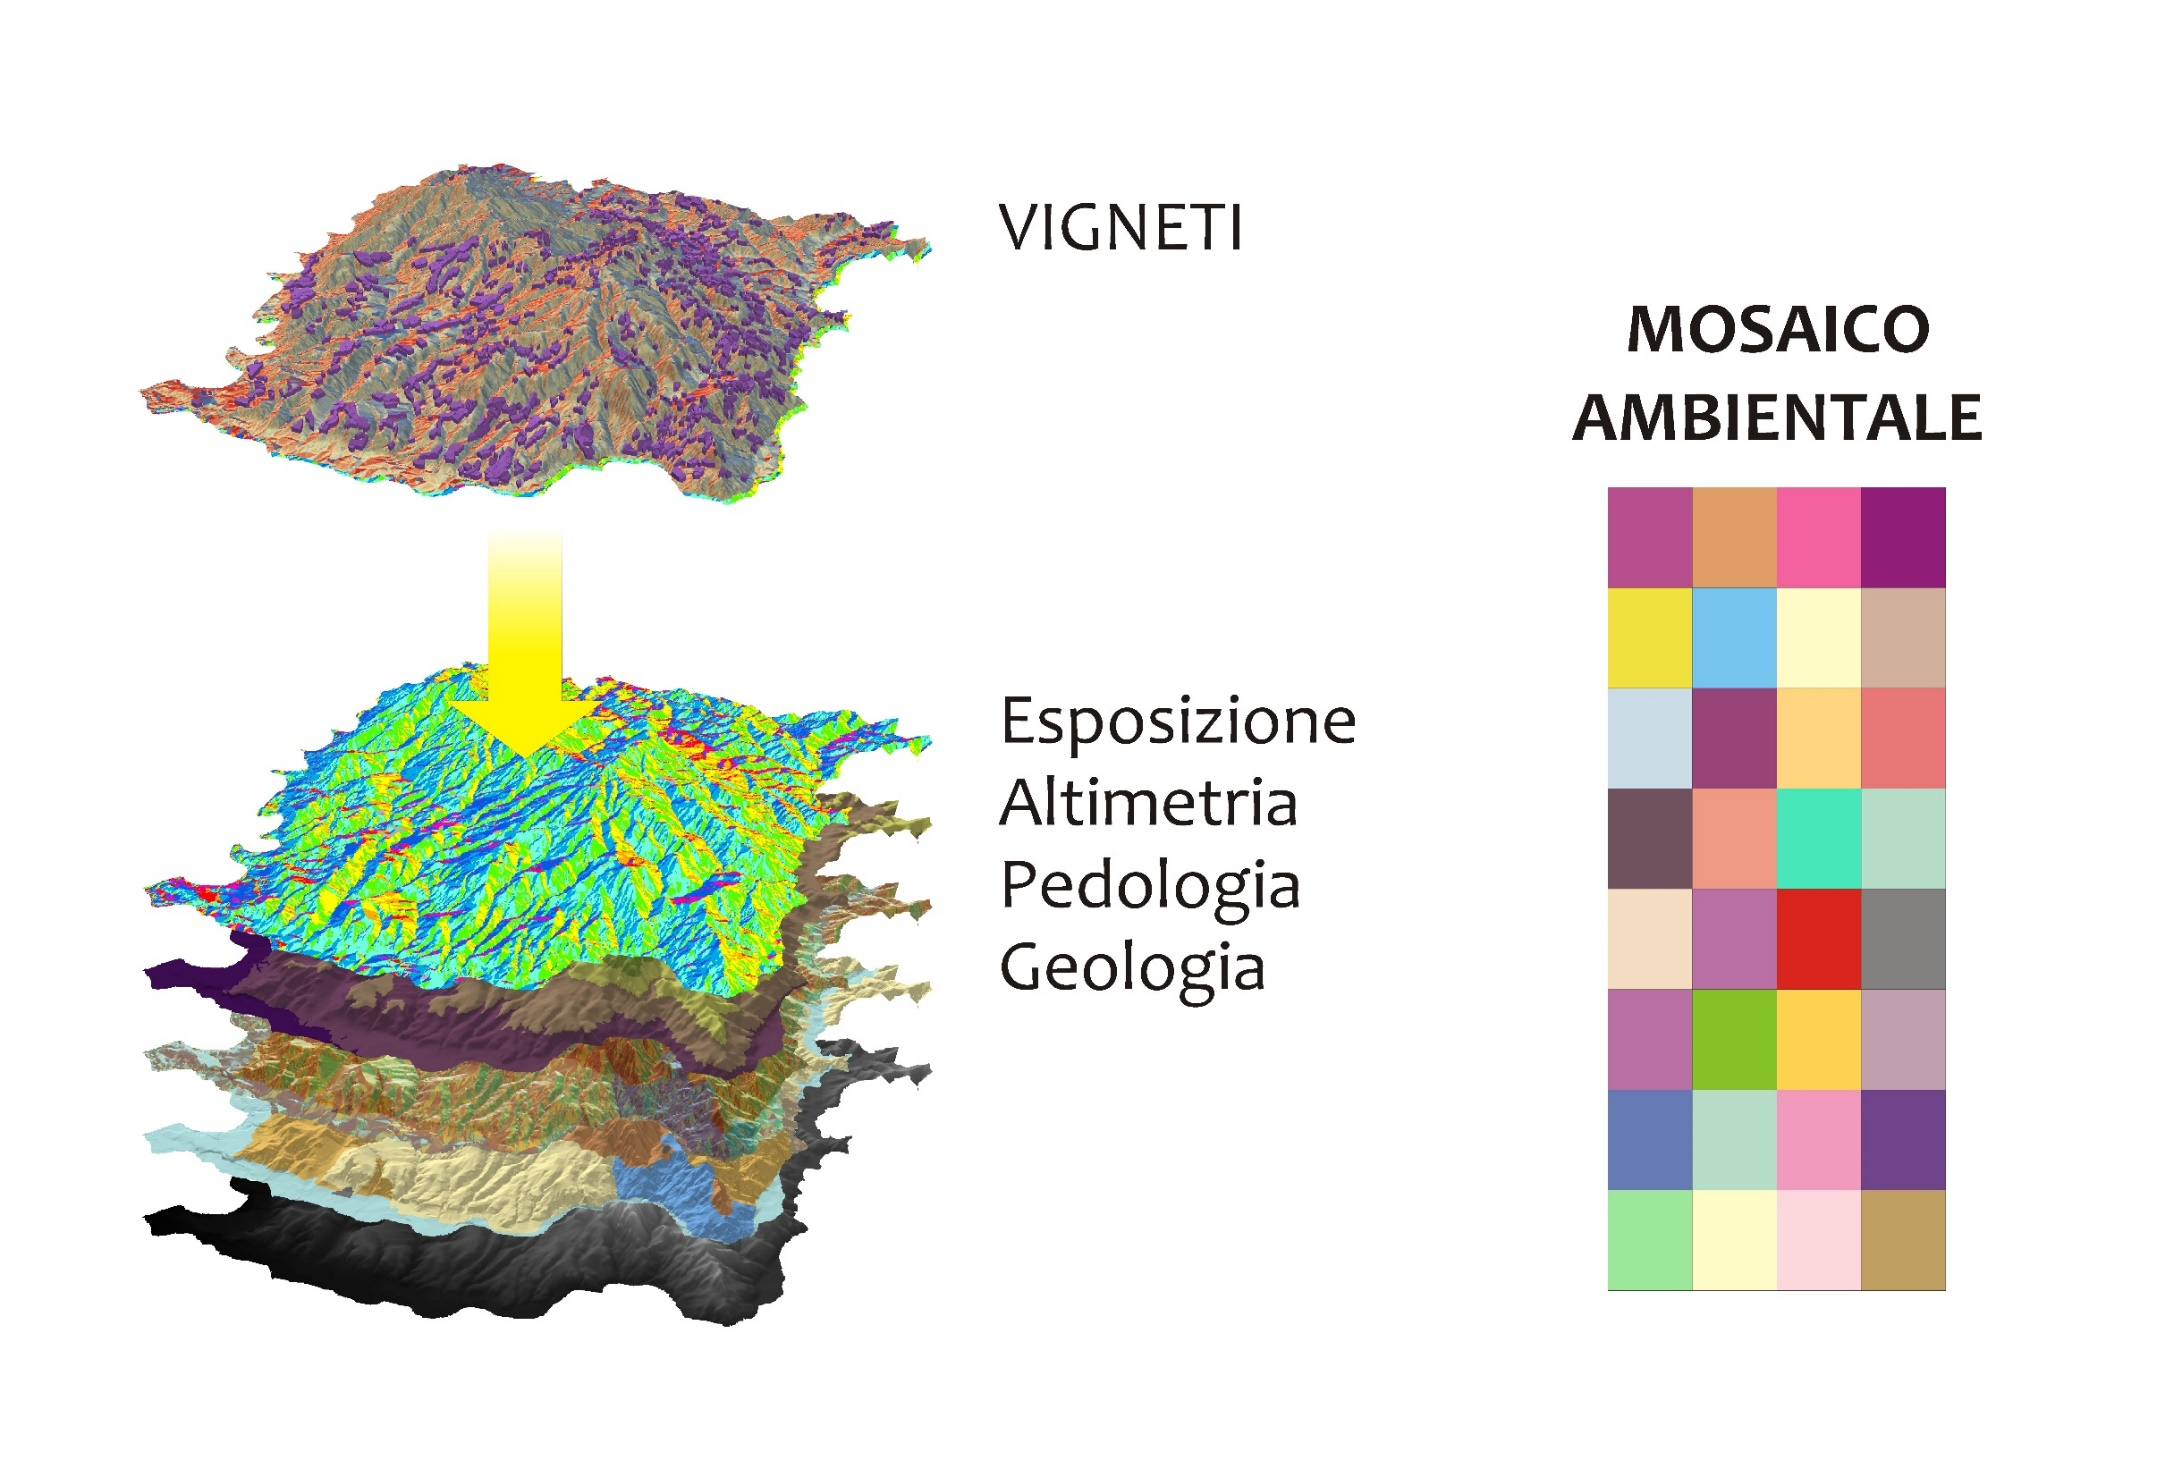 VIGNETI
MOSAICO
AMBIENTALE
Esposizione
Altimetria
Pedologia
Geologia